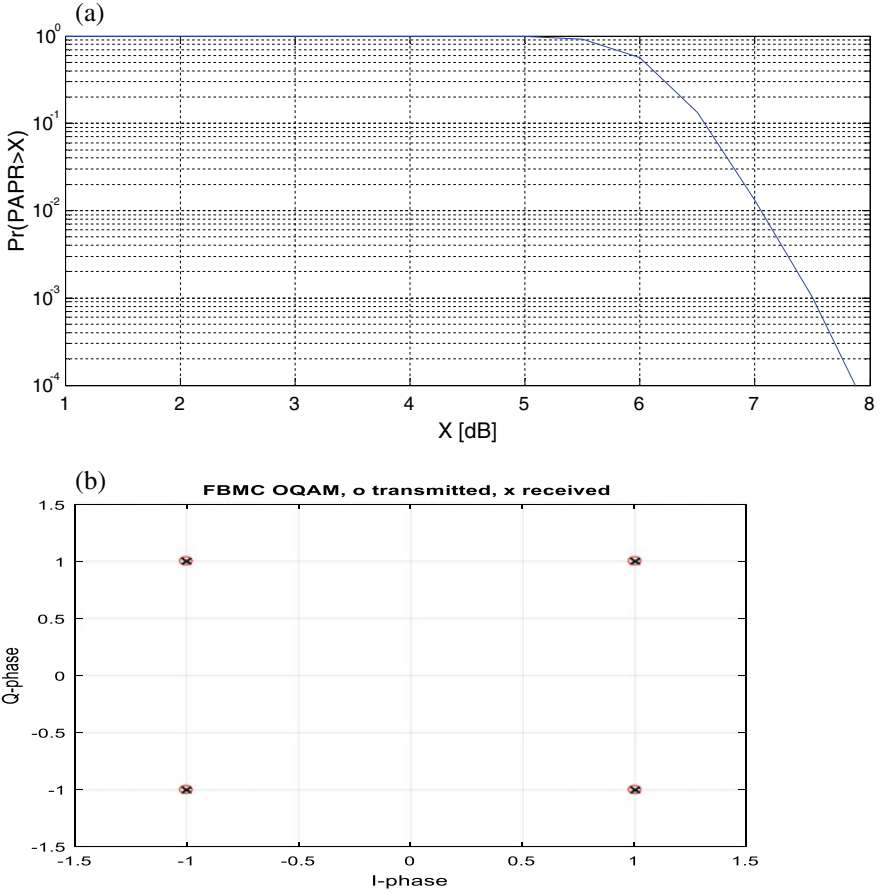 (a)
10^0
10^-1
10^-2
10^-3
10^-4
Pr(PAPR>X)
1 2 3 4 5 6 7 8
X [dB]
(b)
FBMC OQAM, o transmitted, x received
1.5
1
0.5
0
-0.5
-1
-1.5
Q-phase
-1.5 -1 -0.5 0 0.5 1 1.5
I-phase